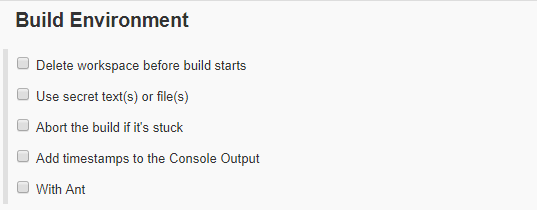 Build Environment
Delete workspace before build starts
Use secret text(s) or file(s)
Abort the build if it's stuck
Add timestamps to the Console Output
With Ant